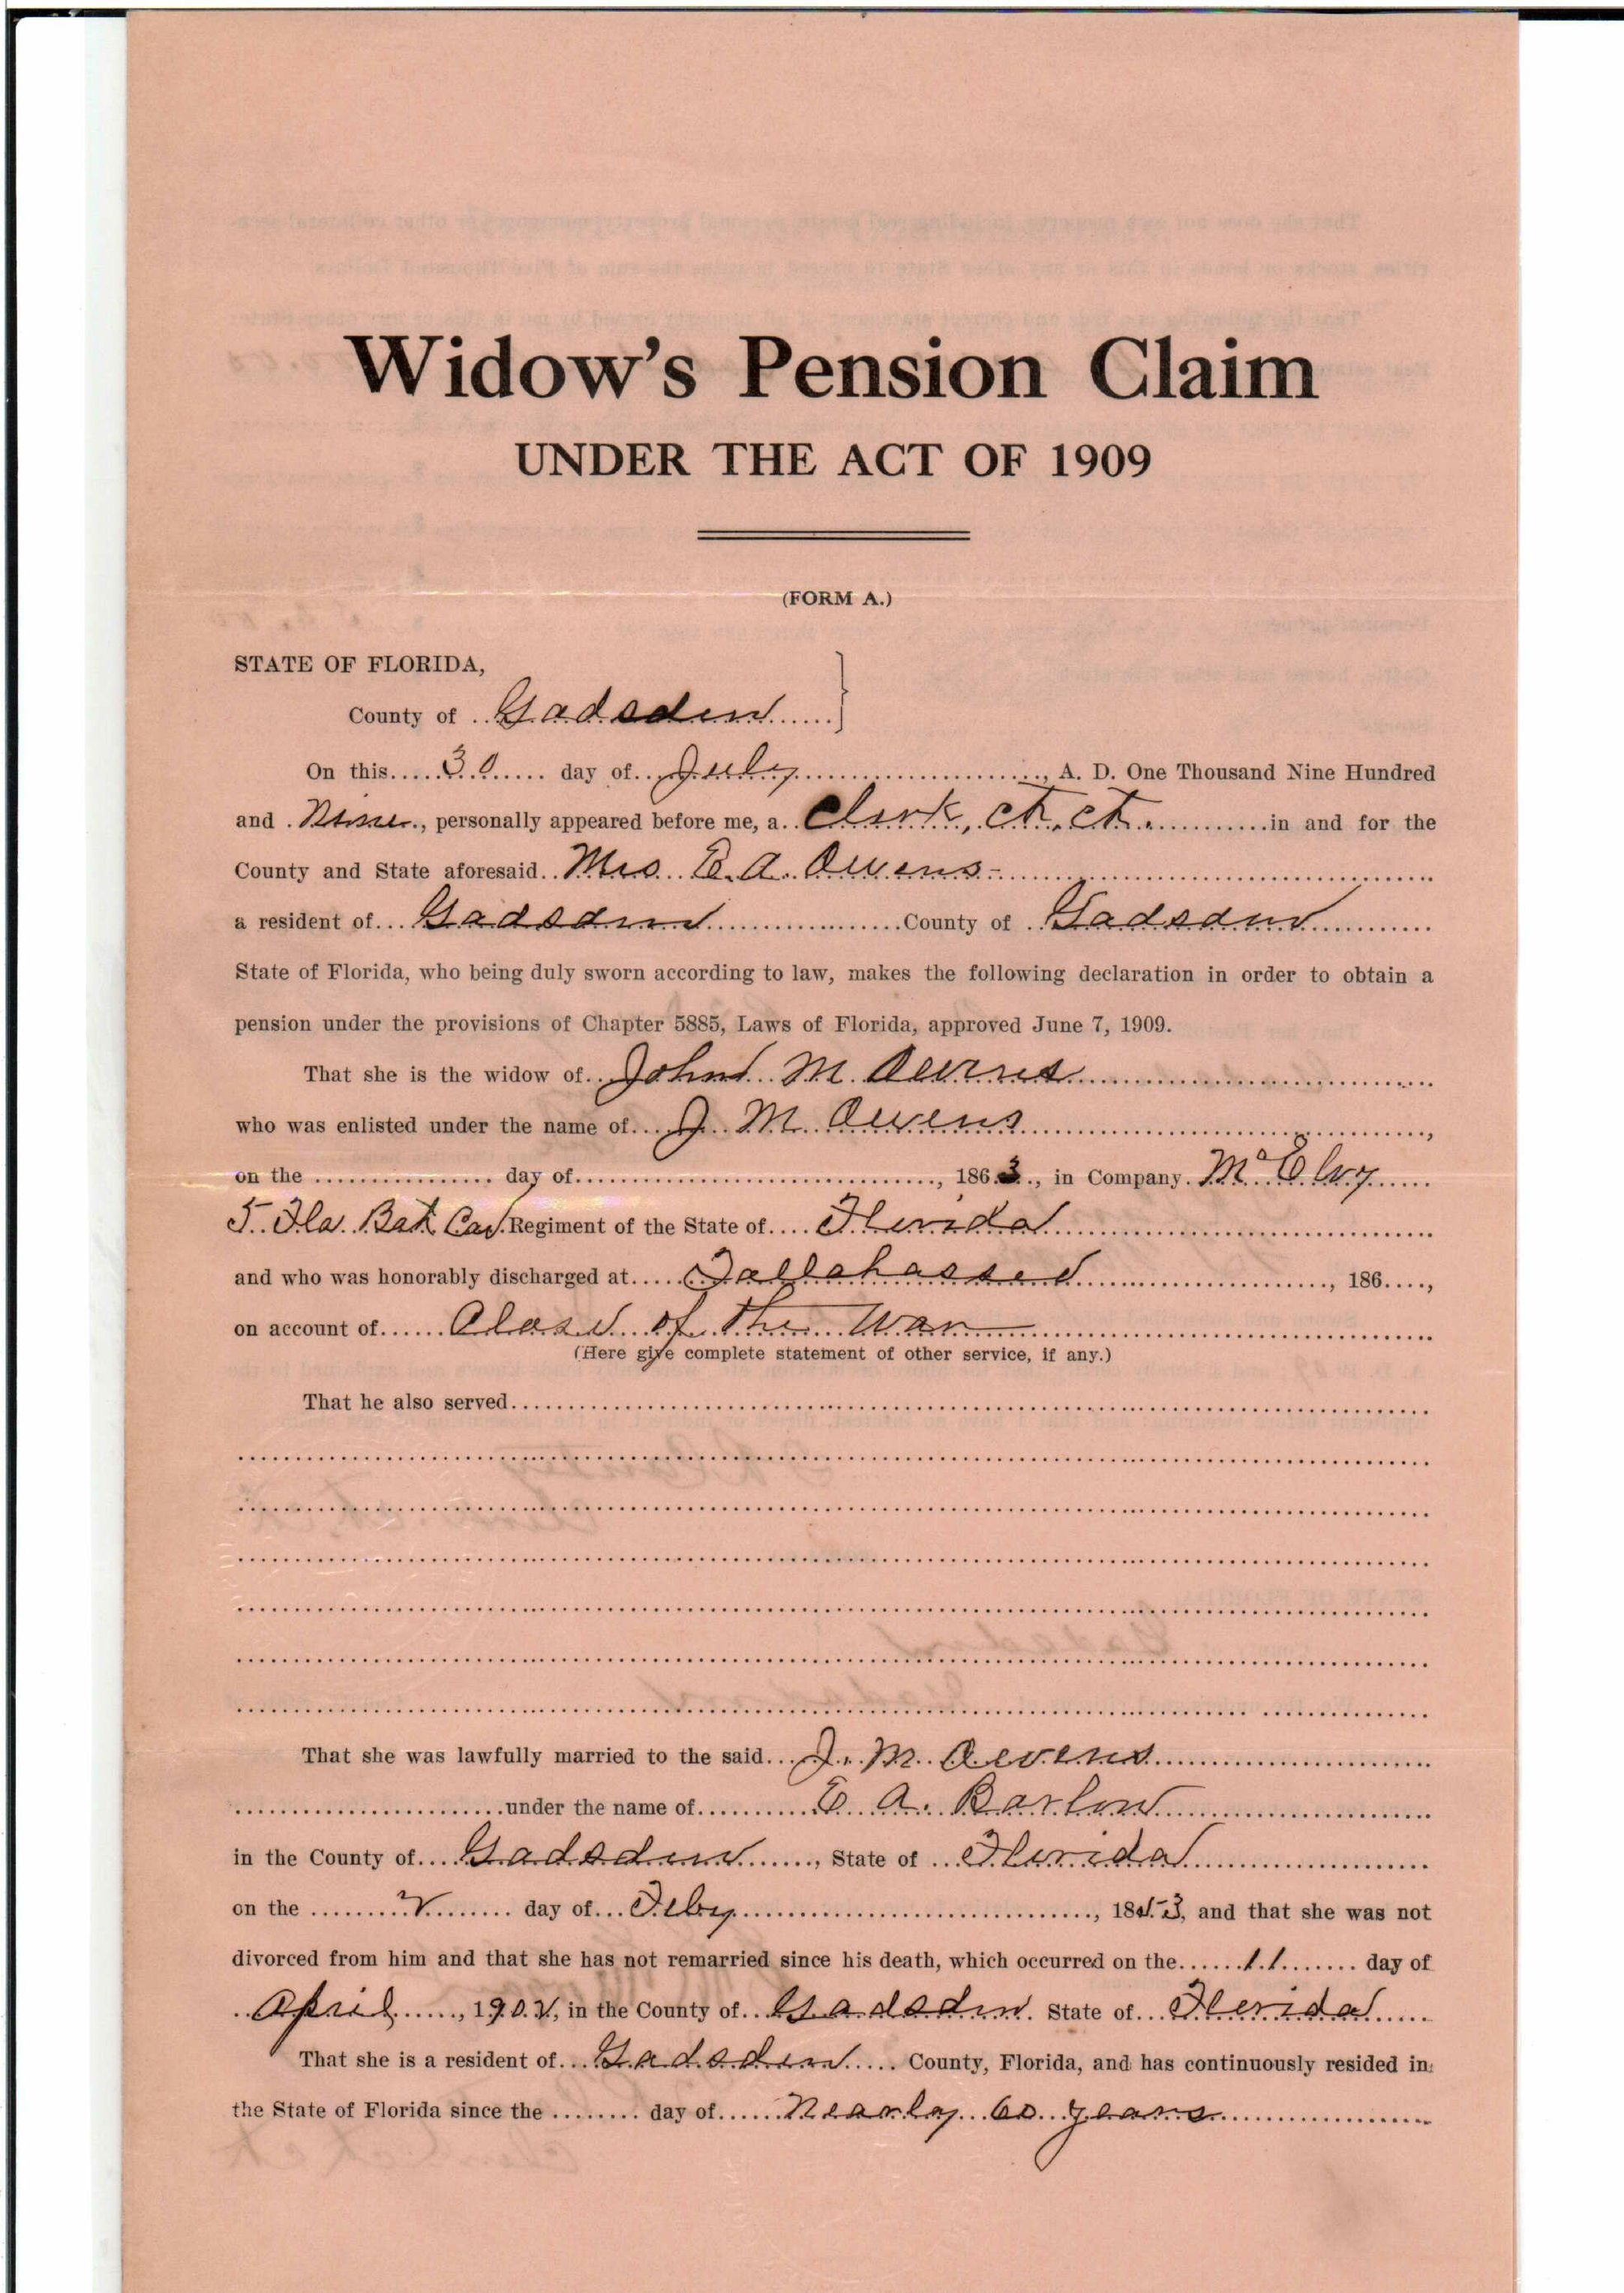 Widow's Pension Claim
UNDER THE ACT OF 1909
(FORM A.)
STATE OF FLORIDA,
County of Gadsden
On this 30 day of July, A. D. One Thousand Nine Hundred
and Nine, personally appeared before me, a Clerk, Ct. Ct. in and for the
County and State aforesaid Mrs E. A. Owens
a resident of Gadsden County of Gadsden
State of Florida, who being duly sworn according to law, makes the following declaration in order to obtain a
pension under the provisions of Chapter 5885, Laws of Florida, approved June 7, 1909.
That she is the widow of John M Owens
who was enlisted under the name of J. M. Owens,
on the day of, 1863, in Company McElvy
5 Fla. Bat Cav Regiment of the State of Florida
and who was honorably discharged at Tallahassee, 186,
on account of Close of the War
(Here give complete statement of other service, if any.)
That he also served
That she was lawfully married to the said J. M. Owens
under the name of E. A. Barlow
in the County of Gadsden, State of Florida
on the 2 day of Feby, 1853, and that she was not
divorced from him and that she has not remarried since his death, which occurred on the 11 day of
April, 1902, in the County of Gadsden State of Florida
That she is a resident of Gadsden County, Florida, and has continuously resided in
the State of Florida since the day of Nearly 60 years